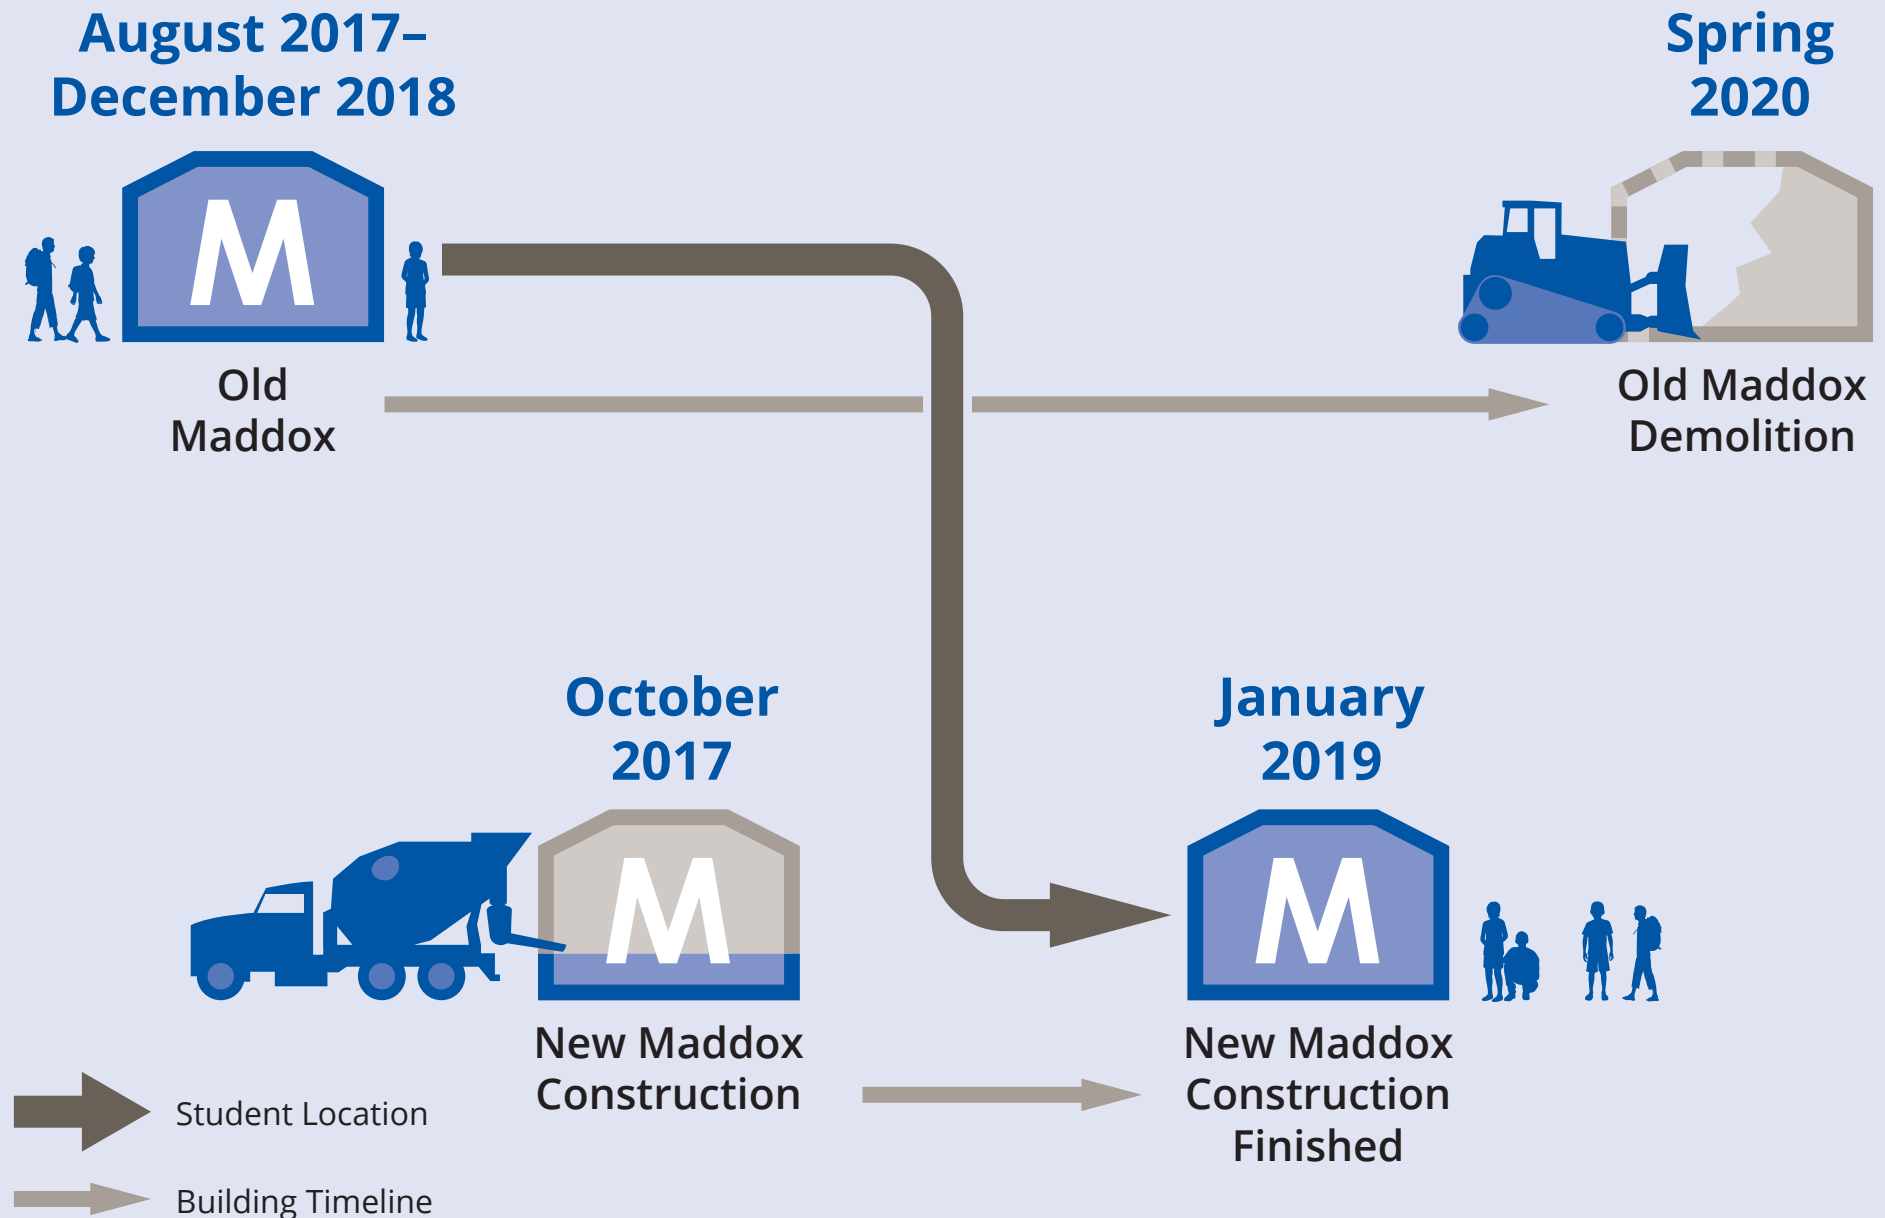 August 2017–
December 2018
M
Old
Maddox
Spring
2020
Old Maddox
Demolition
October
2017
M
New Maddox
Construction
January
2019
M
New Maddox
Construction
Finished
Student Location
Building Timeline